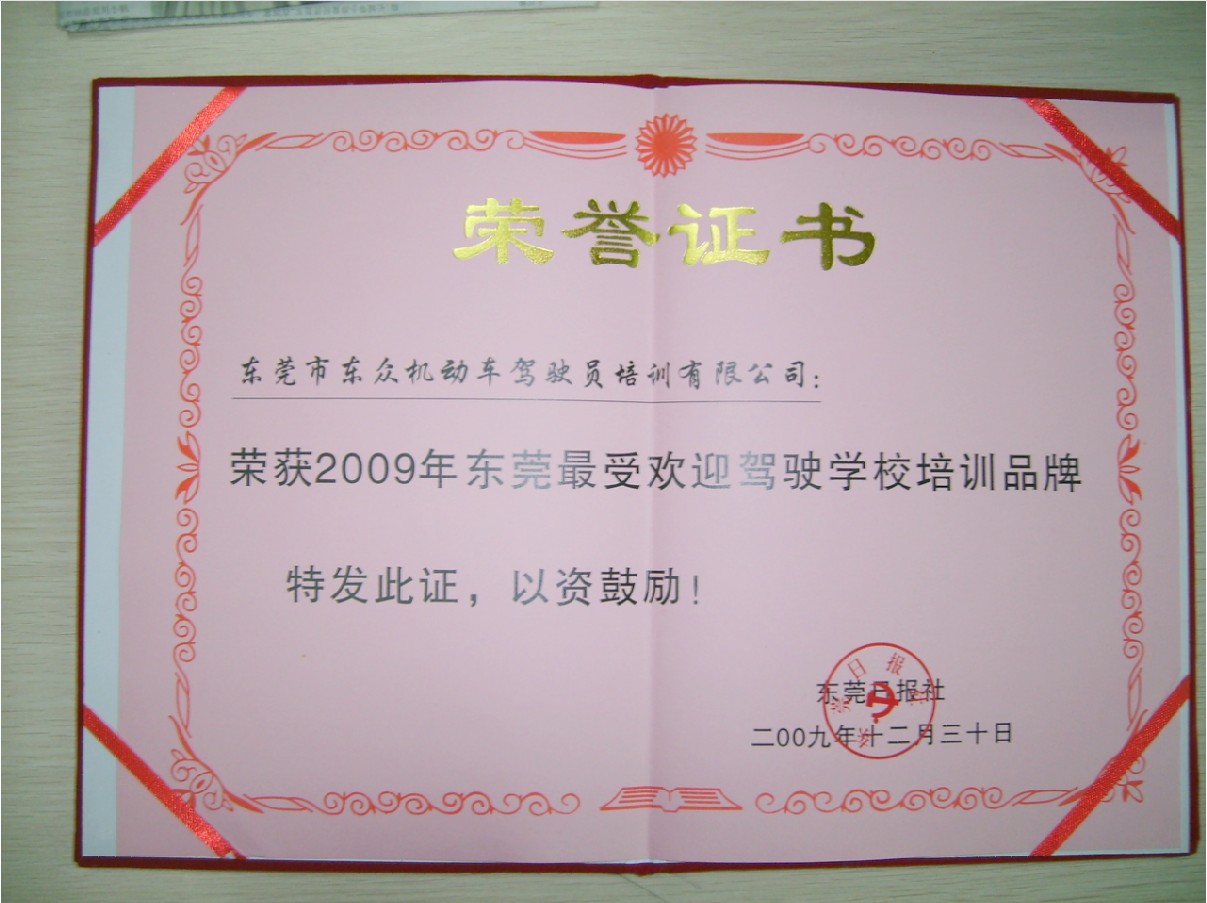 荣誉证书
东莞市东众机动车驾驶员培训有限公司:
荣获2009年东莞最受欢迎驾驶学校培训品牌
特发此证，以资鼓励！
东莞日报社
二00九年十二月三十日
日报